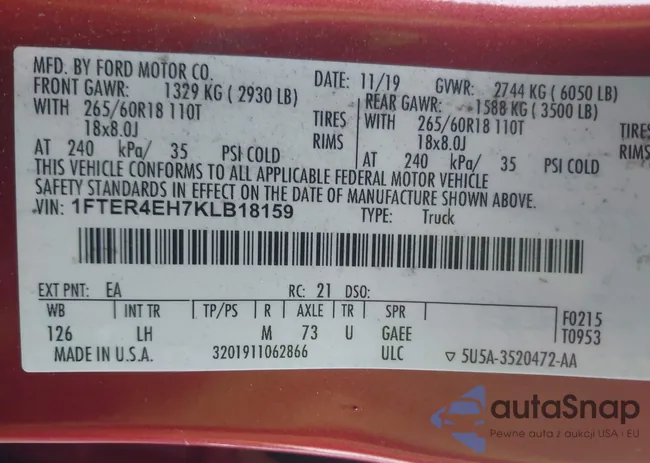 MFD. BY FORD MOTOR CO.
DATE: 11/19
GVWR: 2744 KG ( 6050 LB)
FRONT GAWR: 1329 KG ( 2930 LB)
REAR GAWR: 1588 KG ( 3500 LB)
WITH 265/60R18 110T TIRES
WITH 265/60R18 110T TIRES
18x8.0J RIMS
18x8.0J RIMS
AT 240 kPa/ 35 PSI COLD
AT 240 kPa/ 35 PSI COLD
THIS VEHICLE CONFORMS TO ALL APPLICABLE FEDERAL MOTOR VEHICLE
SAFETY STANDARDS IN EFFECT ON THE DATE OF MANUFACTURE SHOWN ABOVE.
VIN: 1FTER4EH7KLB18159
TYPE: Truck
EXT PNT: EA RC: 21 DSO:
WB INT TR TP/PS R AXLE TR SPR
126 LH M 73 U GAEE
F0215
T0953
MADE IN U.S.A. 3201911062866 ULC ▽ 5U5A-3520472-AA
autaSnap
Pewne auta z aukcji USA i EU